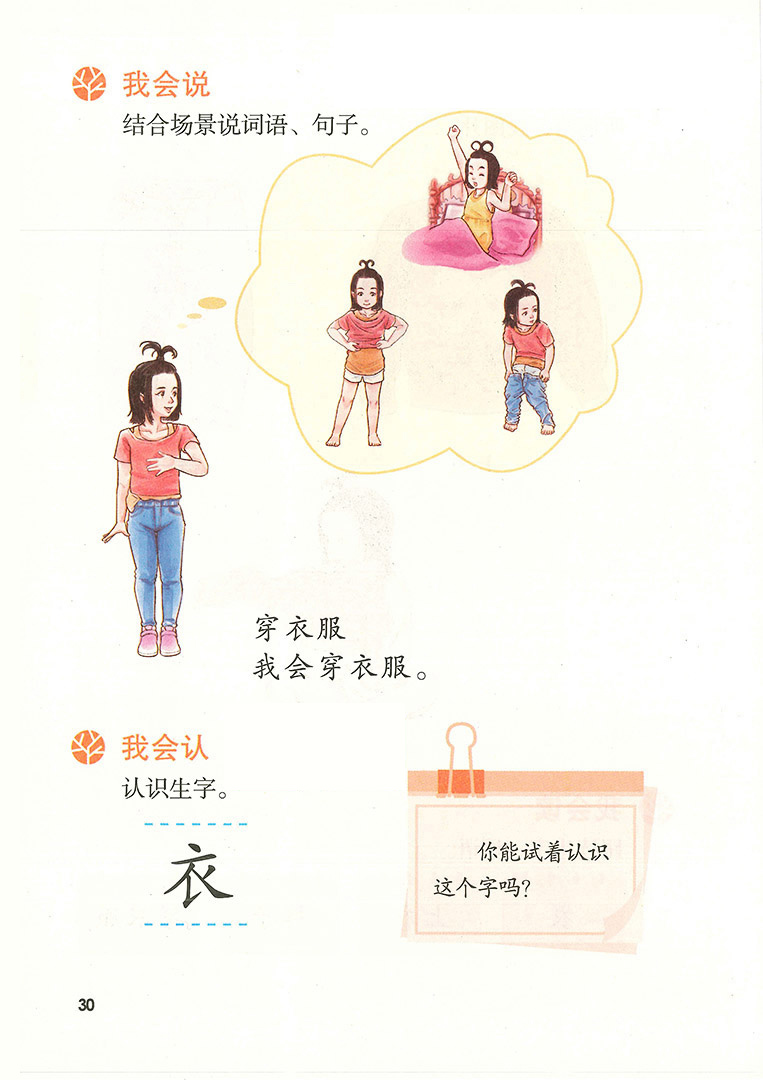 我会说
结合场景说词语、句子。
穿衣服
我会穿衣服。
我会认
认识生字。
衣
你能试着认识
这个字吗?
30